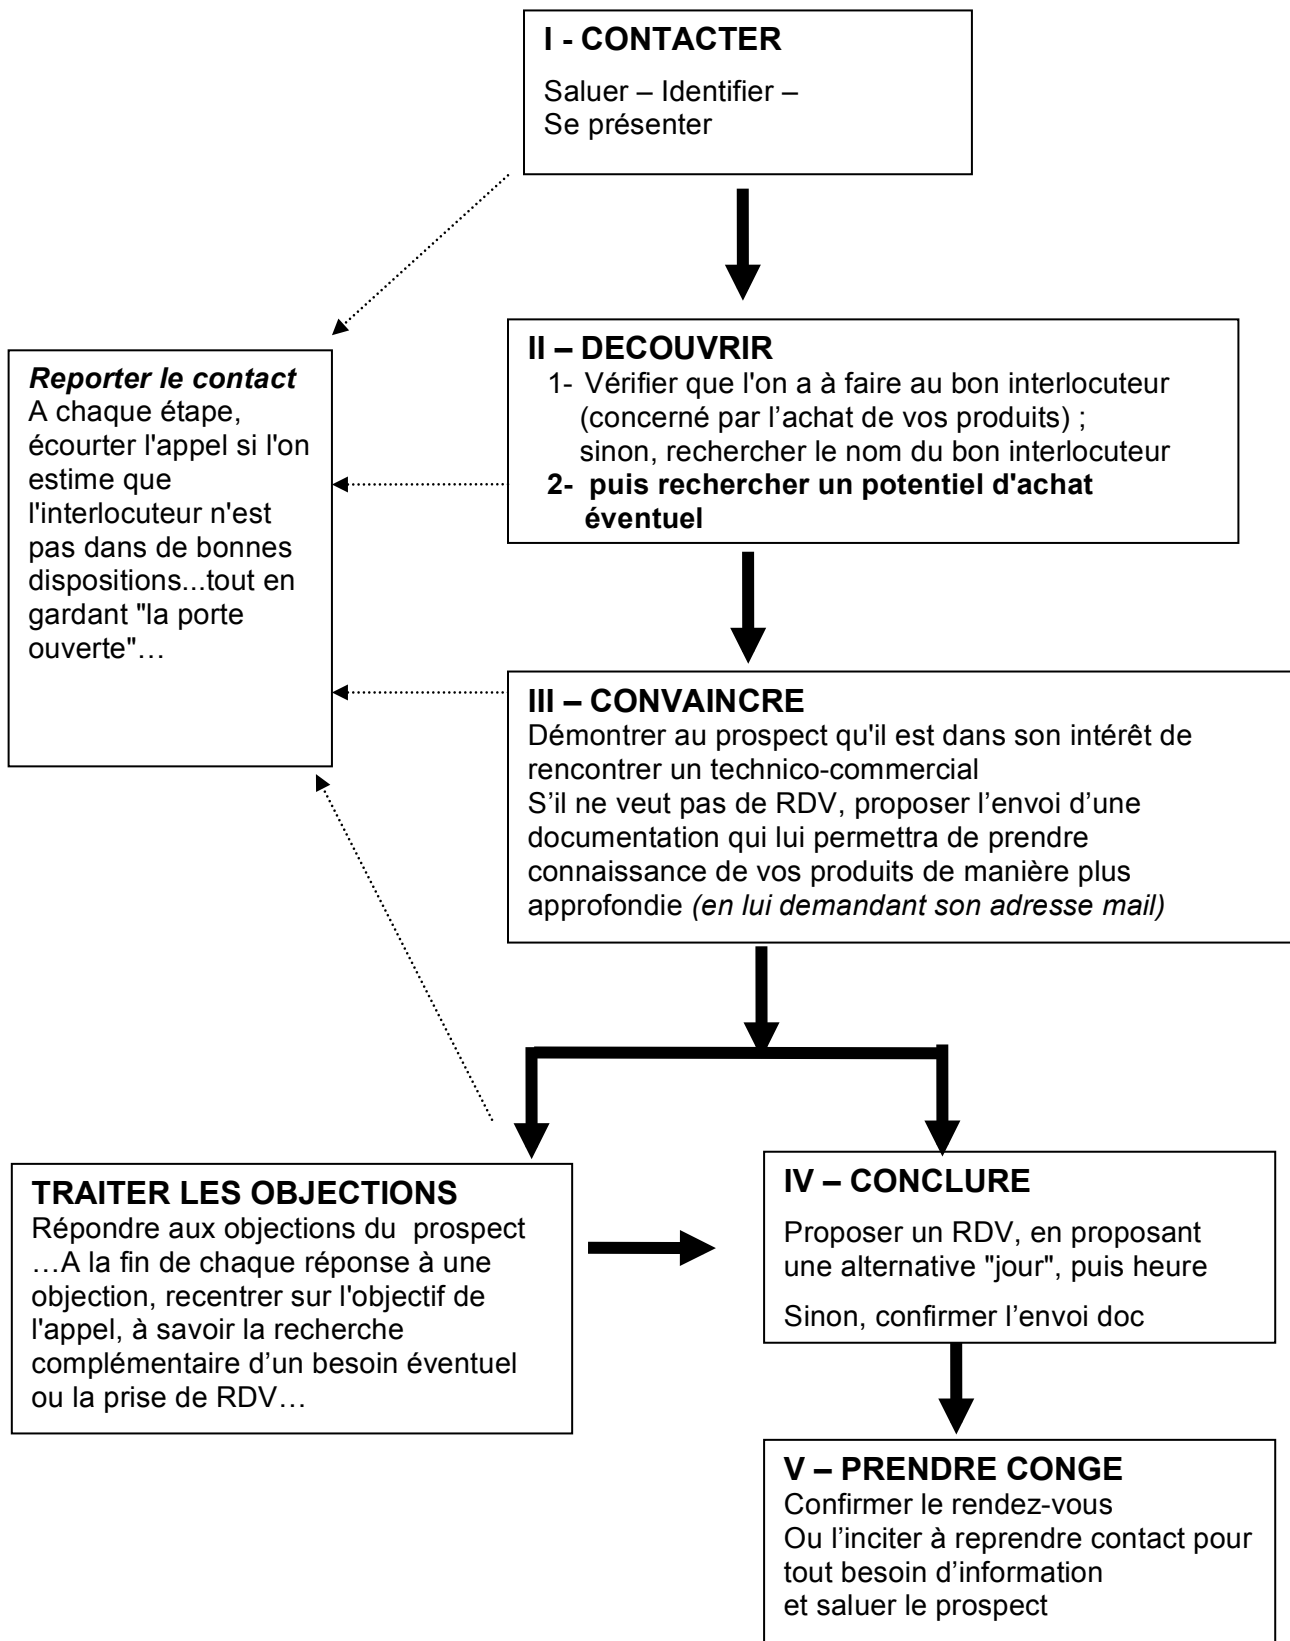 I - CONTACTER
Saluer – Identifier –
Se présenter
II – DECOUVRIR
1- Vérifier que l'on a à faire au bon interlocuteur
(concerné par l’achat de vos produits) ;
sinon, rechercher le nom du bon interlocuteur
2- puis rechercher un potentiel d'achat
éventuel
Reporter le contact
A chaque étape,
écourter l'appel si l'on
estime que
l'interlocuteur n'est
pas dans de bonnes
dispositions...tout en
gardant "la porte
ouverte"…
III – CONVAINCRE
Démontrer au prospect qu'il est dans son intérêt de
rencontrer un technico-commercial
S’il ne veut pas de RDV, proposer l’envoi d’une
documentation qui lui permettra de prendre
connaissance de vos produits de manière plus
approfondie (en lui demandant son adresse mail)
TRAITER LES OBJECTIONS
Répondre aux objections du prospect
…A la fin de chaque réponse à une
objection, recentrer sur l'objectif de
l'appel, à savoir la recherche
complémentaire d’un besoin éventuel
ou la prise de RDV…
IV – CONCLURE
Proposer un RDV, en proposant
une alternative "jour", puis heure
Sinon, confirmer l’envoi doc
V – PRENDRE CONGE
Confirmer le rendez-vous
Ou l’inciter à reprendre contact pour
tout besoin d’information
et saluer le prospect